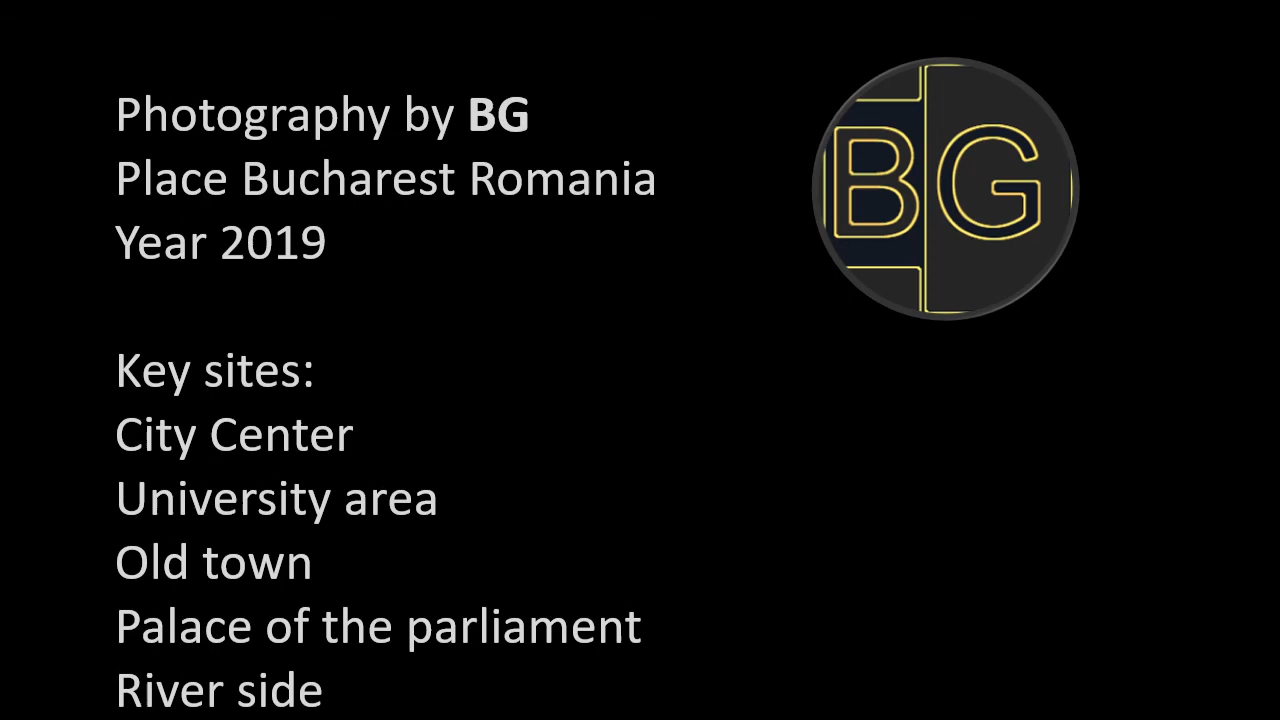 Photography by BG
Place Bucharest Romania
Year 2019
BG
Key sites:
City Center
University area
Old town
Palace of the parliament
River side